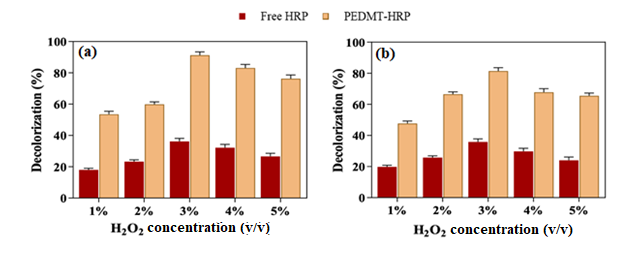 Free HRP PEDMT-HRP
(a)
Decolorization (%)
100
80
60
40
20
0
1% 2% 3% 4% 5%
H₂O₂ concentration (v/v)
(b)
Decolorization (%)
100
80
60
40
20
0
1% 2% 3% 4% 5%
H₂O₂ concentration (v/v)